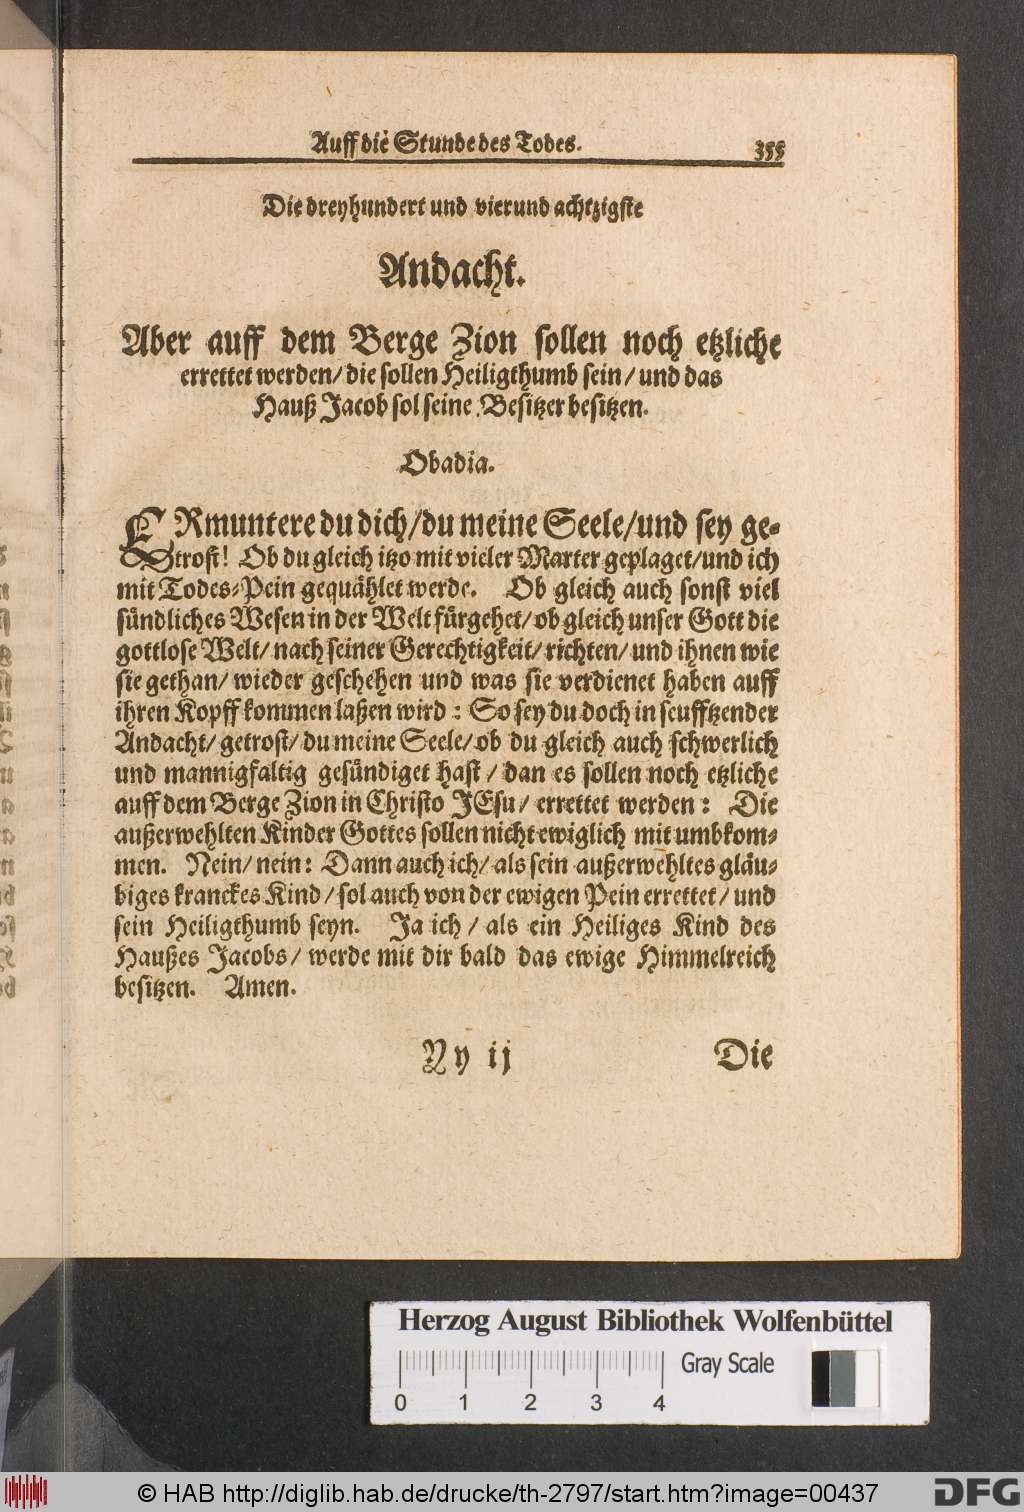 Auff die Stunde des Todes. 355
Die dreyhundert und vierund achtzigste
Andacht.
Aber auff dem Berge Zion sollen noch etzliche
errettet werden/ die sollen Heiligthumb sein/ und das
Hauß Jacob sol seine Besitzer besitzen.
Obadia.
ERmuntere du dich/ du meine Seele/ und sey ge-
trost! Ob du gleich itzo mit vieler Marter geplaget/ und ich
mit Todes-Pein gequählet werde. Ob gleich auch sonst viel
sündliches Wesen in der Welt fürgehet/ ob gleich unser Gott die
gottlose Welt/ nach seiner Gerechtigkeit/ richten/ und ihnen wie
sie gethan/ wieder geschehen und was sie verdienet haben auff
ihren Kopff kommen laßen wird: So sey du doch in seufftzender
Andacht/ getrost/ du meine Seele/ ob du gleich auch schwerlich
und mannigfaltig gesündiget hast/ dan es sollen noch etzliche
auff dem Berge Zion in Christo JEsu/ errettet werden: Die
außerwehlten Kinder Gottes sollen nicht ewiglich mit umbkom-
men. Nein/ nein: Dann auch ich/ als sein außerwehltes gläu-
biges kranckes Kind/ sol auch von der ewigen Pein errettet/ und
sein Heiligthumb seyn. Ja ich/ als ein Heiliges Kind des
Haußes Jacobs/ werde mit dir bald das ewige Himmelreich
besitzen. Amen.
Yy ij Die
Herzog August Bibliothek Wolfenbüttel
Gray Scale
0 1 2 3 4
© HAB http://diglib.hab.de/drucke/th-2797/start.htm?image=00437
DFG